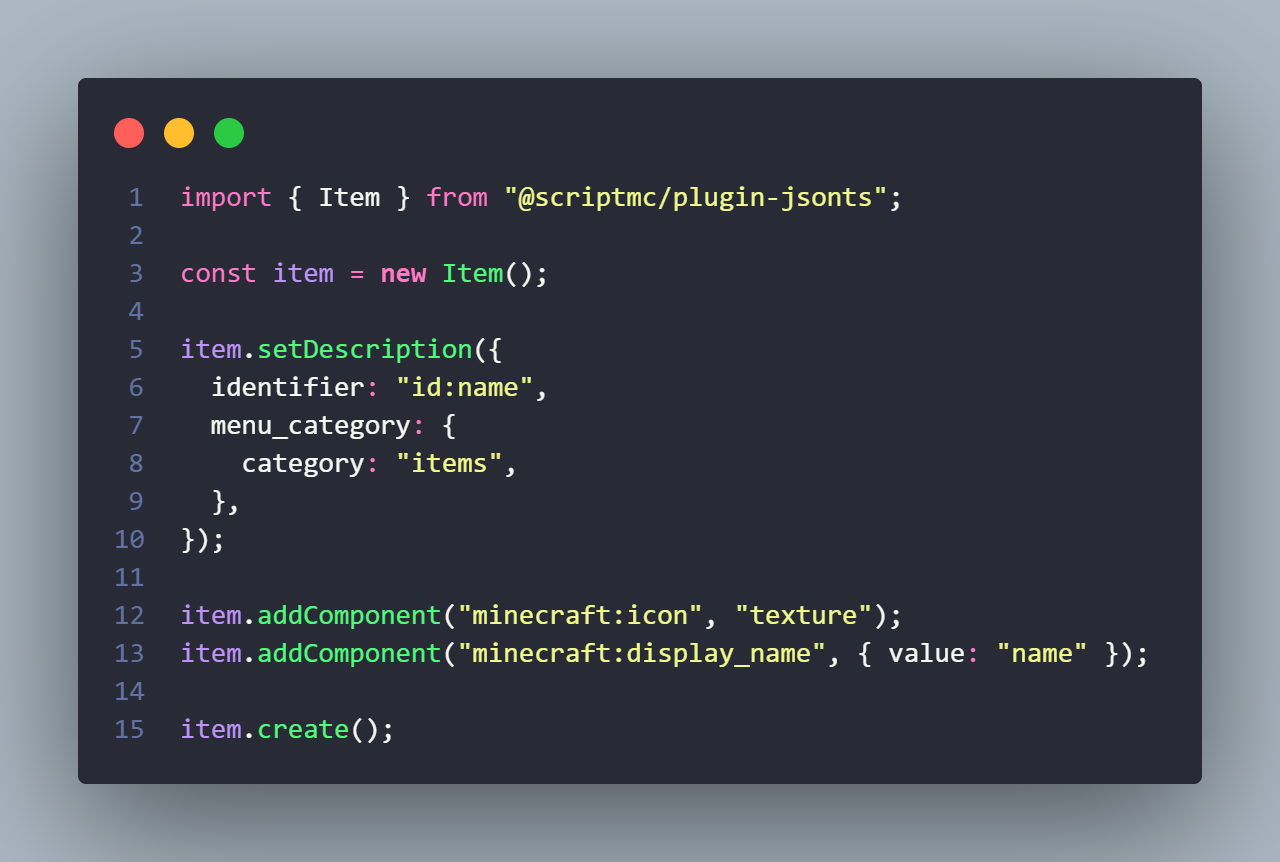 1 import { Item } from "@scriptmc/plugin-jsonts";
2
3 const item = new Item();
4
5 item.setDescription({
6   identifier: "id:name",
7   menu_category: {
8     category: "items",
9   },
10 });
11
12 item.addComponent("minecraft:icon", "texture");
13 item.addComponent("minecraft:display_name", { value: "name" });
14
15 item.create();